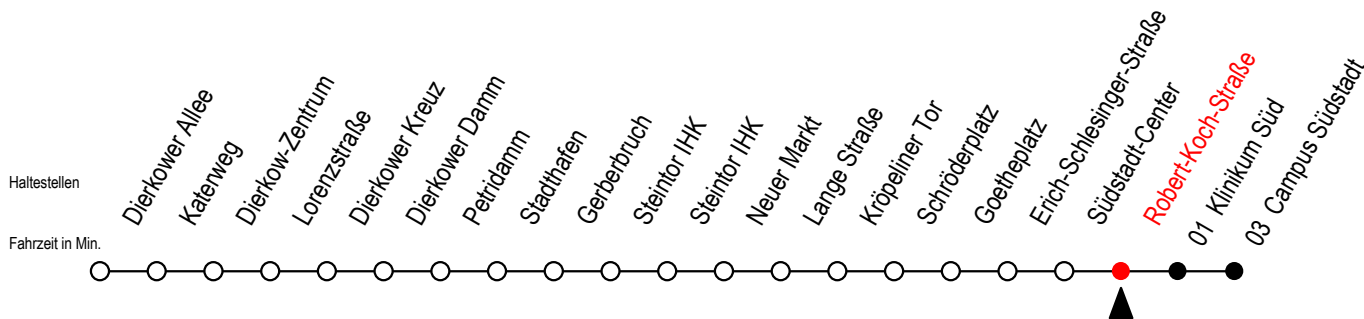 Haltestellen
Fahrzeit in Min.
Dierkower Allee
Katerweg
Dierkow-Zentrum
Lorenzstraße
Dierkower Kreuz
Dierkower Damm
Petridamm
Stadthafen
Gerberbruch
Steintor IHK
Steintor IHK
Neuer Markt
Lange Straße
Kröpeliner Tor
Schröderplatz
Goetheplatz
Erich-Schlesinger-Straße
Südstadt-Center
Robert-Koch-Straße
01 Klinikum Süd
03 Campus Südstadt